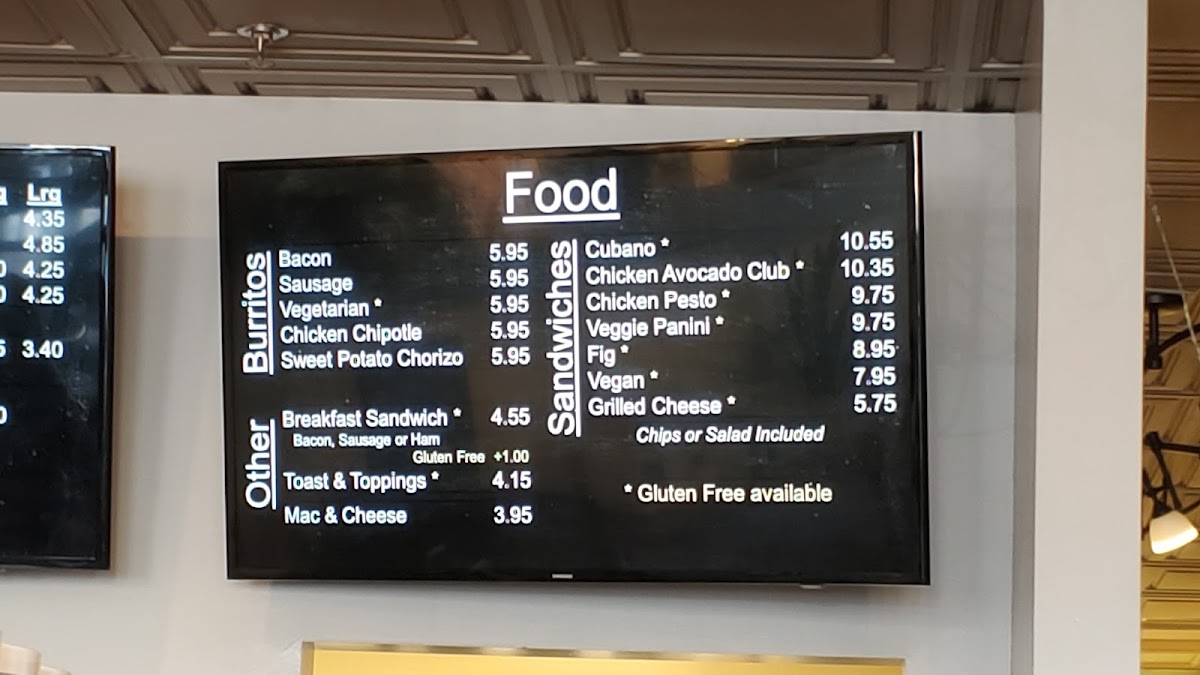 Lrg
4.35
4.85
4.25
4.25
3.40
Food
Burritos
Bacon 5.95
Sausage 5.95
Vegetarian * 5.95
Chicken Chipotle 5.95
Sweet Potato Chorizo 5.95
Other
Breakfast Sandwich * 4.55
Bacon, Sausage or Ham
Gluten Free +1.00
Toast & Toppings * 4.15
Mac & Cheese 3.95
Sandwiches
Cubano * 10.55
Chicken Avocado Club * 10.35
Chicken Pesto * 9.75
Veggie Panini * 9.75
Fig * 8.95
Vegan * 7.95
Grilled Cheese * 5.75
Chips or Salad Included
* Gluten Free available